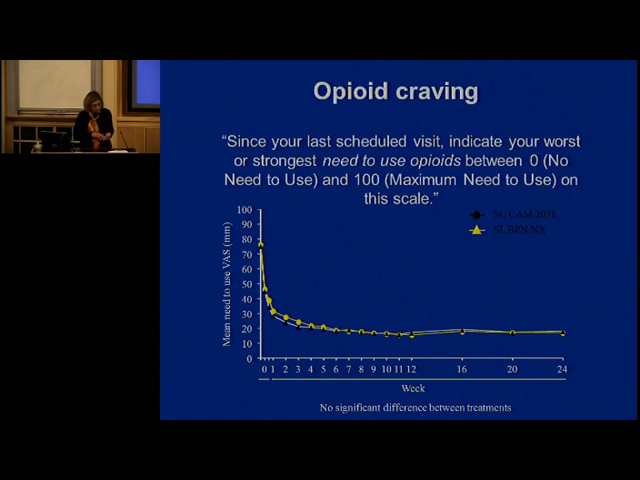 Opioid craving
“Since your last scheduled visit, indicate your worst
or strongest need to use opioids between 0 (No
Need to Use) and 100 (Maximum Need to Use) on
this scale.”
SC CAM 2038
SL BPN/NX
Mean need to use VAS (mm)
100
90
80
70
60
50
40
30
20
10
0
0 1 2 3 4 5 6 7 8 9 10 11 12 16 20 24
Week
No significant difference between treatments